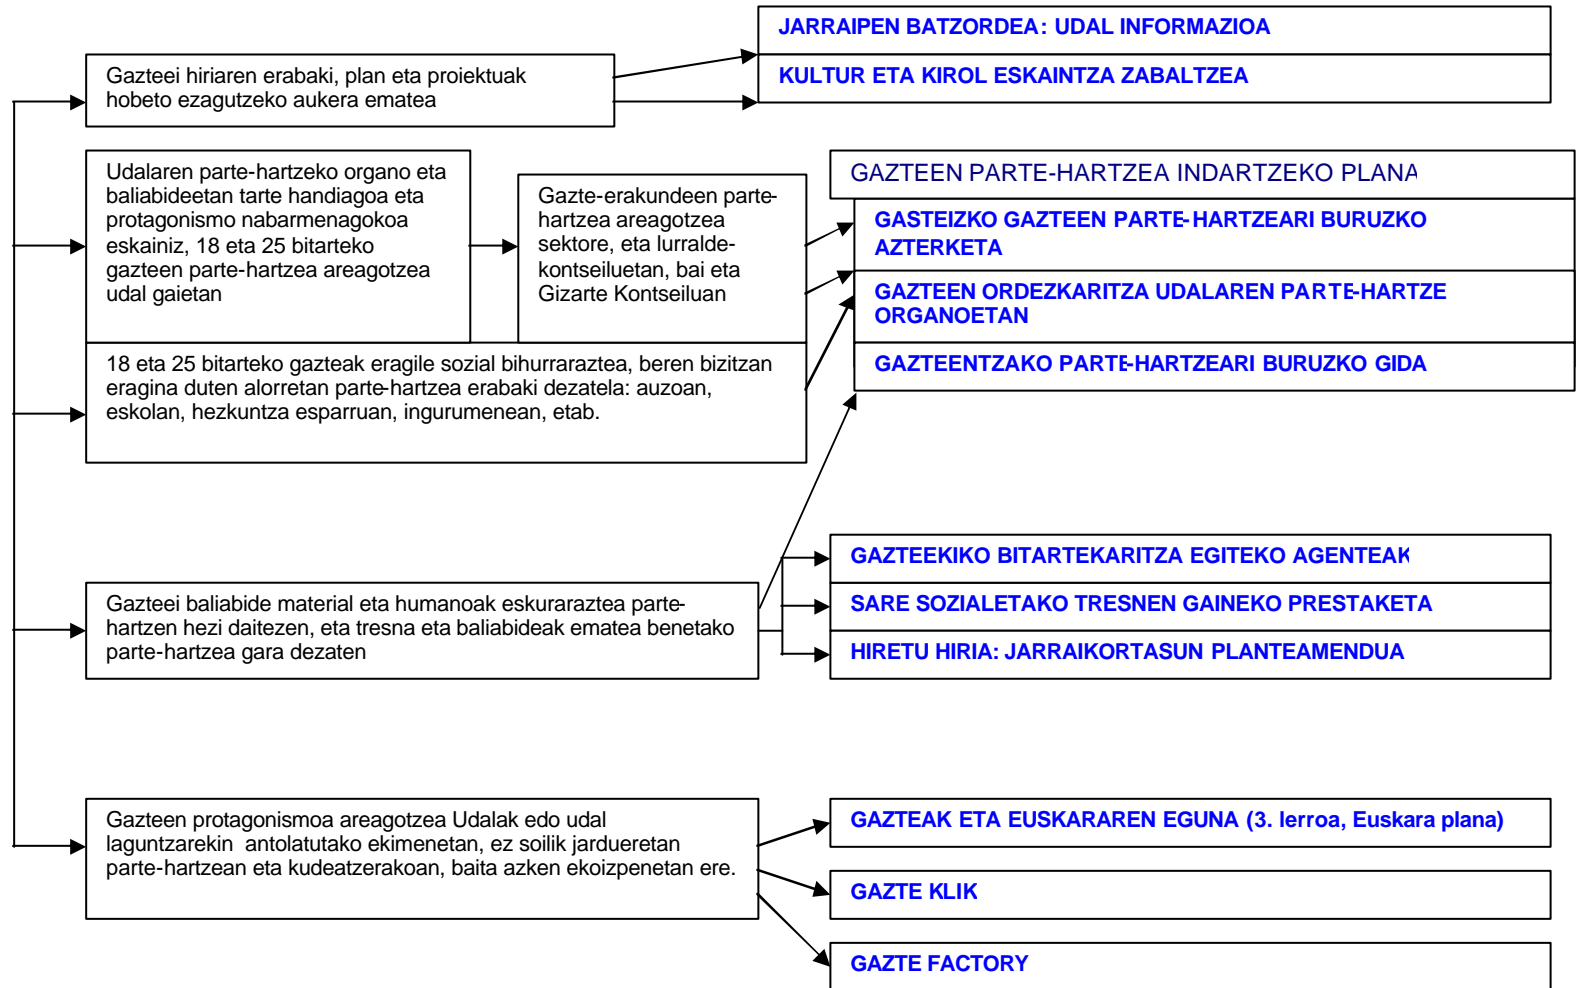 JARRAIPEN BATZORDEA: UDAL INFORMAZIOA
Gazteei hiriaren erabaki, plan eta proiektuak
hobeto ezagutzeko aukera ematea
KULTUR ETA KIROL ESKAINTZA ZABALTZEA
Udalaren parte-hartzeko organo eta
baliabideetan tarte handiagoa eta
protagonismo nabarmenagokoa
eskainiz, 18 eta 25 bitarteko
gazteen parte-hartzea areagotzea
udal gaietan
Gazte-erakundeen parte-
hartzea areagotzea
sektore, eta lurralde-
kontseiluetan, bai eta
Gizarte Kontseiluan
GAZTEEN PARTE-HARTZEA INDARTZEKO PLANA
GASTEIZKO GAZTEEN PARTE-HARTZEARI BURUZKO
AZTERKETA
GAZTEEN ORDEZKARITZA UDALAREN PARTE-HARTZE
ORGANOETAN
GAZTEENTZAKO PARTE-HARTZEARI BURUZKO GIDA
18 eta 25 bitarteko gazteak eragile sozial bihurraraztea, beren bizitzan
eragina duten alorretan parte-hartzea erabaki dezatela: auzoan,
eskolan, hezkuntza esparruan, ingurumenean, etab.
Gazteei baliabide material eta humanoak eskuraraztea parte-
hartzen hezi daitezen, eta tresna eta baliabideak ematea benetako
parte-hartzea gara dezaten
GAZTEEKIKO BITARTEKARITZA EGITEKO AGENTEAK
SARE SOZIALETAKO TRESNEN GAINEKO PRESTAKETA
HIRETU HIRIA: JARRAIKORTASUN PLANTEAMENDUA
Gazteen protagonismoa areagotzea Udalak edo udal
laguntzarekin antolatutako ekimenetan, ez soilik jardueretan
parte-hartzean eta kudeatzerakoan, baita azken ekoizpenetan ere.
GAZTEAK ETA EUSKARAREN EGUNA (3. lerroa, Euskara plana)
GAZTE KLIK
GAZTE FACTORY